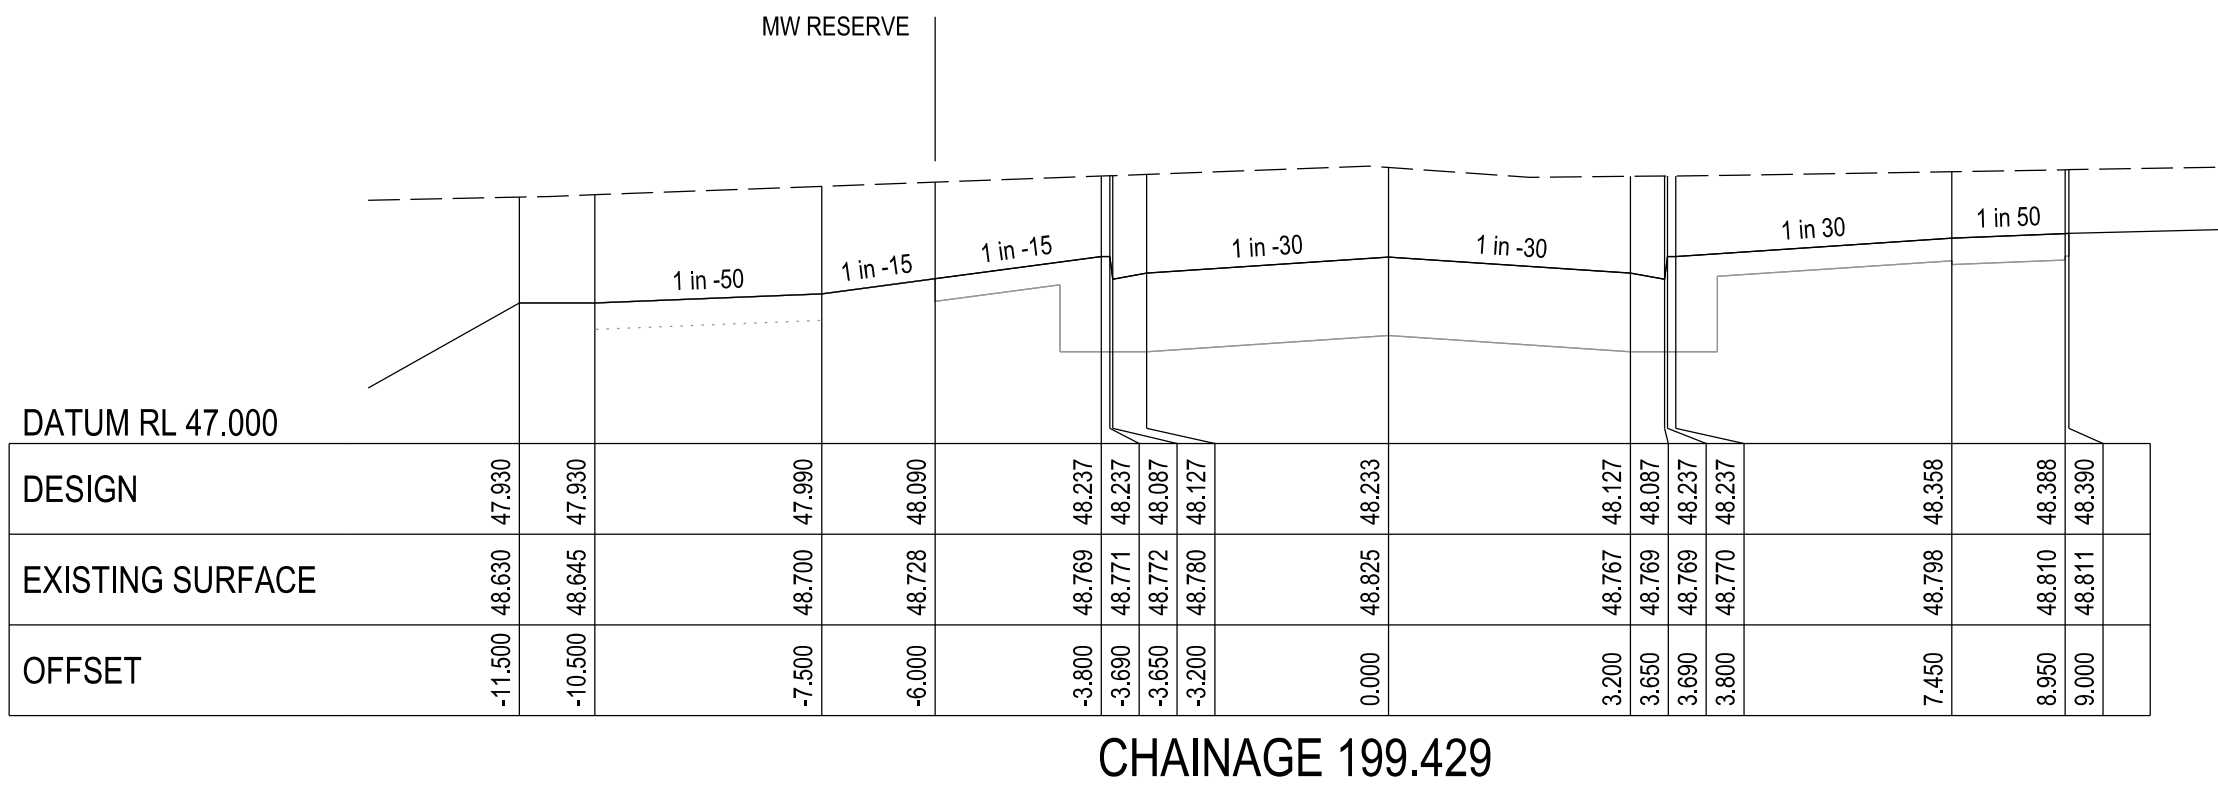 MW RESERVE
1 in -50
1 in -15
1 in -15
1 in -30
1 in -30
1 in 30
1 in 50
DATUM RL 47.000
DESIGN 47.930 47.930 47.990 48.090 48.237 48.237 48.087 48.127 48.233 48.127 48.087 48.237 48.237 48.358 48.388 48.390
EXISTING SURFACE 48.630 48.645 48.700 48.728 48.769 48.771 48.772 48.780 48.825 48.767 48.769 48.769 48.770 48.798 48.810 48.811
OFFSET -11.500 -10.500 -7.500 -6.000 -3.800 -3.690 -3.650 -3.200 0.000 3.200 3.650 3.690 3.800 7.450 8.950 9.000
CHAINAGE 199.429